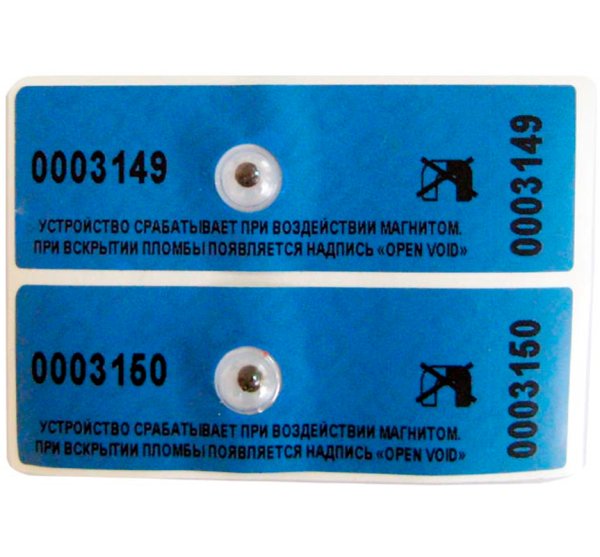 0003149
0003149
УСТРОЙСТВО СРАБАТЫВАЕТ ПРИ ВОЗДЕЙСТВИИ МАГНИТОМ.
ПРИ ВСКРЫТИИ ПЛОМБЫ ПОЯВЛЯЕТСЯ НАДПИСЬ «OPEN VOID»
0003150
0003150
УСТРОЙСТВО СРАБАТЫВАЕТ ПРИ ВОЗДЕЙСТВИИ МАГНИТОМ.
ПРИ ВСКРЫТИИ ПЛОМБЫ ПОЯВЛЯЕТСЯ НАДПИСЬ «OPEN VOID»